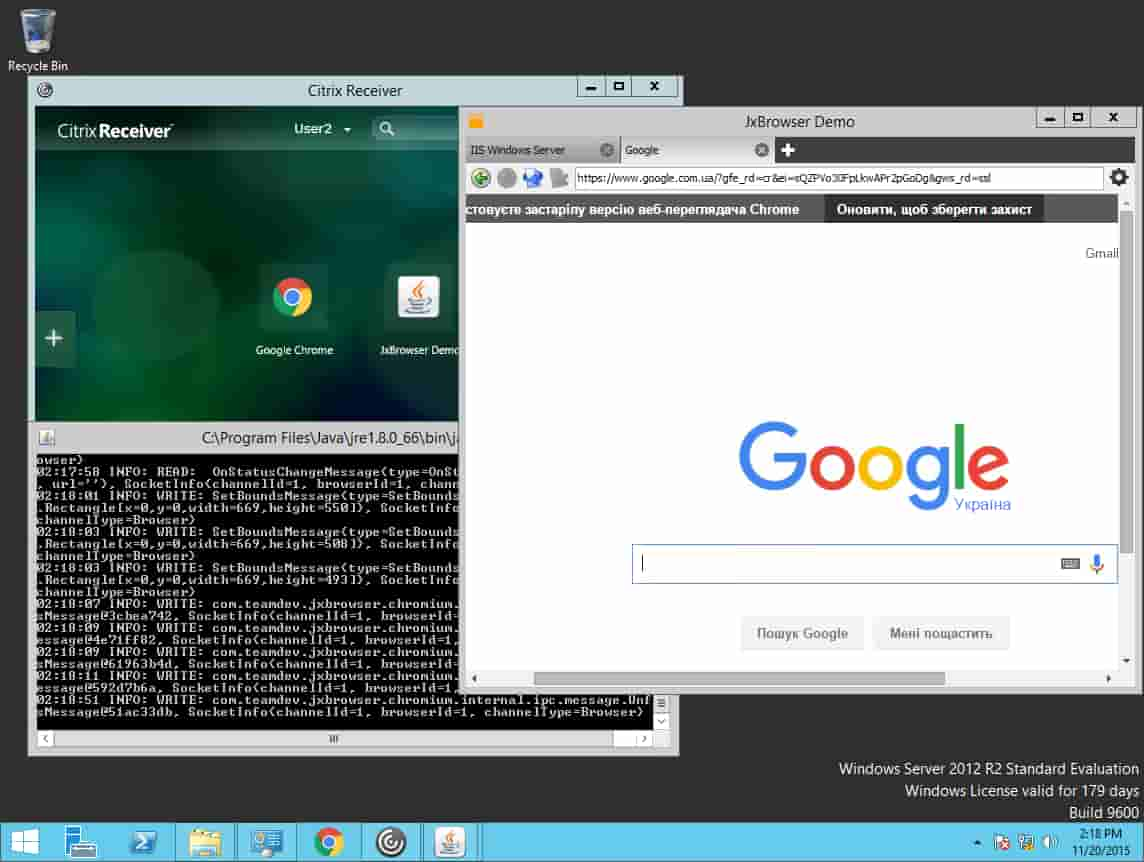 Recycle Bin
Citrix Receiver
Citrix Receiver
User2
Google Chrome
JxBrowser Demo
JxBrowser Demo
IIS Windows Server
Google
https://www.google.com.ua/?gfe_rd=cr&ei=sQZPVo30FpLkwAPr2pGoDg&gws_rd=ssl
стовуєте застарілу версію веб-переглядача Chrome
Оновити, щоб зберегти захист
Gmail
Google
Україна
Пошук Google
Мені пощастить
C:\Program Files\Java\jre1.8.0_66\bin\ja
owser)
02:17:58 INFO: READ: OnStatusChangeMessage{type=OnSt
, url=''}, SocketInfo{channelId=1, browserId=1, chann
02:18:01 INFO: WRITE: SetBoundsMessage{type=SetBounds
.Rectangle[x=0,y=0,width=669,height=550]}, SocketInfo
channelType=Browser}
02:18:03 INFO: WRITE: SetBoundsMessage{type=SetBounds
.Rectangle[x=0,y=0,width=669,height=508]}, SocketInfo
channelType=Browser}
02:18:03 INFO: WRITE: SetBoundsMessage{type=SetBounds
.Rectangle[x=0,y=0,width=669,height=493]}, SocketInfo
channelType=Browser}
02:18:07 INFO: WRITE: com.teamdev.jxbrowser.chromium.
sMessage@3cbea742, SocketInfo{channelId=1, browserId=
02:18:09 INFO: WRITE: com.teamdev.jxbrowser.chromium.
essage@4e71ff82, SocketInfo{channelId=1, browserId=1,
02:18:09 INFO: WRITE: com.teamdev.jxbrowser.chromium.
sMessage@61963b4d, SocketInfo{channelId=1, browserId=
02:18:11 INFO: WRITE: com.teamdev.jxbrowser.chromium.
essage@592d7b6a, SocketInfo{channelId=1, browserId=1,
02:18:51 INFO: WRITE: com.teamdev.jxbrowser.chromium.internal.ipc.message.Unf
sMessage@51ac33db, SocketInfo{channelId=1, browserId=1, channelType=Browser}
Windows Server 2012 R2 Standard Evaluation
Windows License valid for 179 days
Build 9600
2:18 PM
11/20/2015